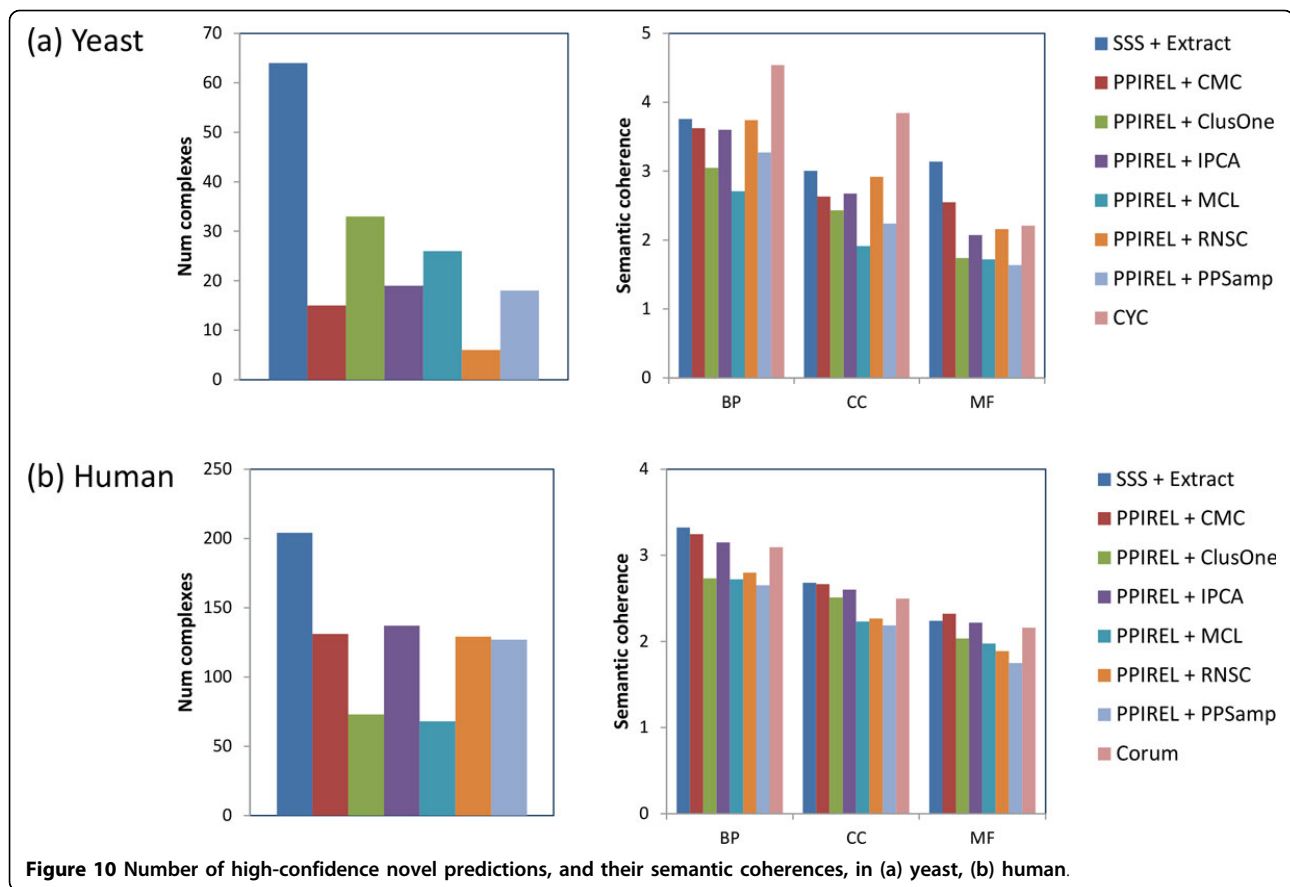 (a) Yeast
Num complexes
70
60
50
40
30
20
10
0
Semantic coherence
5
4
3
2
1
0
BP CC MF
SSS + Extract
PPIREL + CMC
PPIREL + ClusOne
PPIREL + IPCA
PPIREL + MCL
PPIREL + RNSC
PPIREL + PPSamp
CYC
(b) Human
Num complexes
250
200
150
100
50
0
Semantic coherence
4
3
2
1
0
BP CC MF
SSS + Extract
PPIREL + CMC
PPIREL + ClusOne
PPIREL + IPCA
PPIREL + MCL
PPIREL + RNSC
PPIREL + PPSamp
Corum
Figure 10 Number of high-confidence novel predictions, and their semantic coherences, in (a) yeast, (b) human.